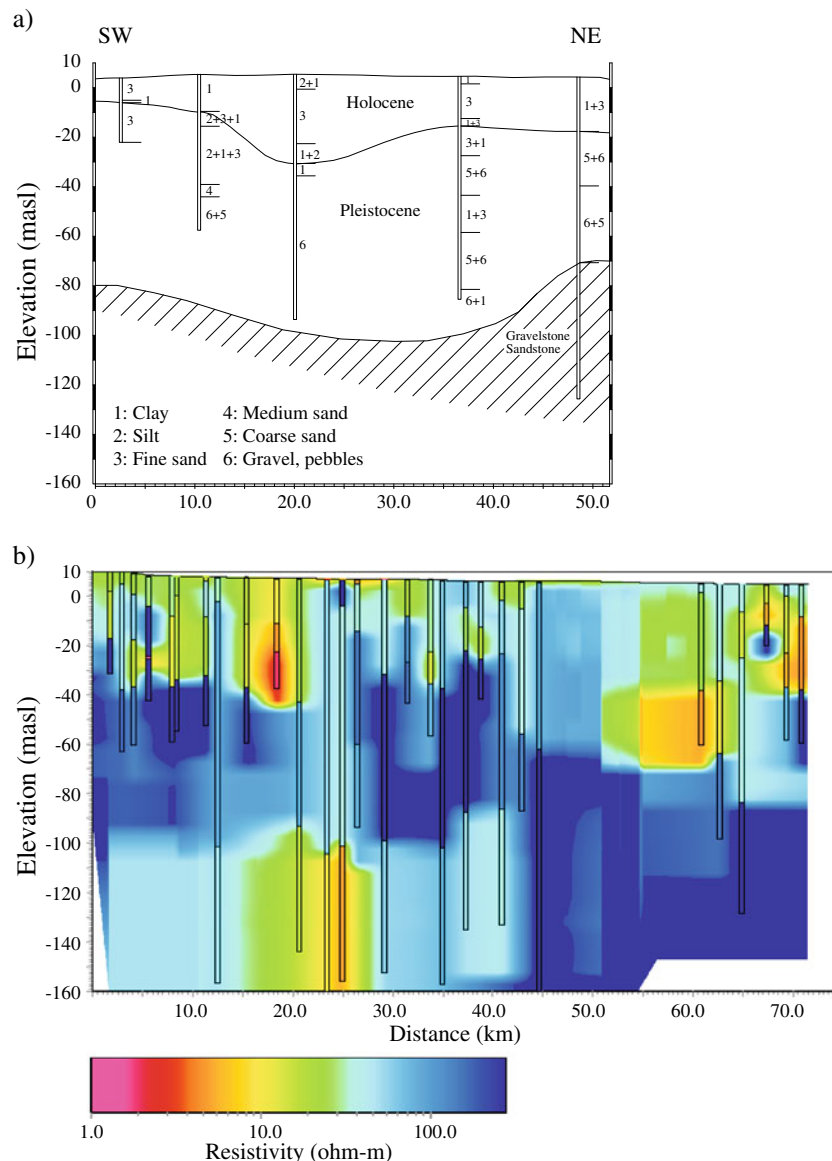 a)
SW NE
10
0
-20
-40
-60
-80
-100
-120
-140
-160
Elevation (masl)
3
1
3
1
2+3+1
2+1+3
4
6+5
2+1
3
1+2
1
6
Holocene
Pleistocene
1
3
1+3
3+1
5+6
1+3
5+6
6+1
1+3
5+6
6+5
Gravelstone
Sandstone
1: Clay 4: Medium sand
2: Silt 5: Coarse sand
3: Fine sand 6: Gravel, pebbles
0 10.0 20.0 30.0 40.0 50.0
b)
10
0
-20
-40
-60
-80
-100
-120
-140
-160
Elevation (masl)
10.0 20.0 30.0 40.0 50.0 60.0 70.0
Distance (km)
1.0 10.0 100.0
Resistivity (ohm-m)